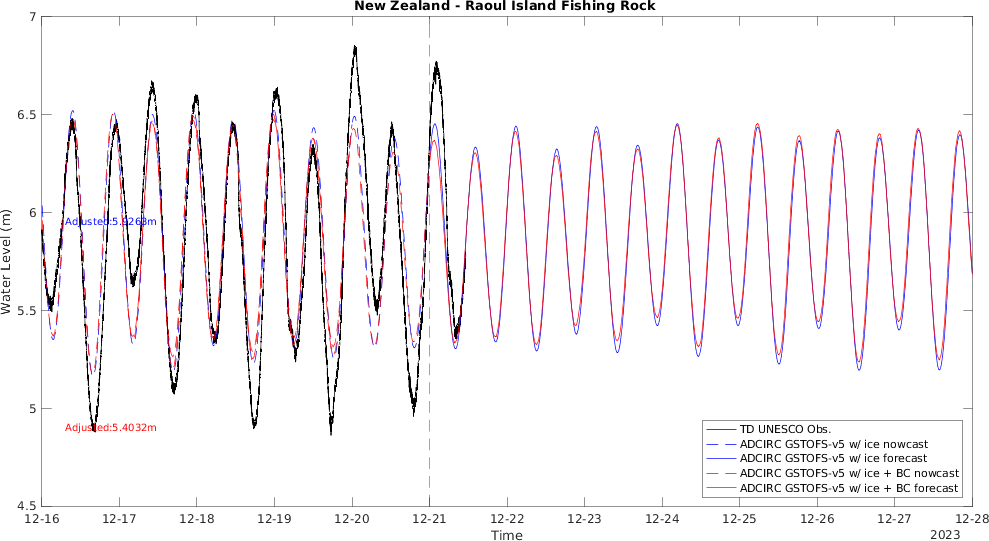 New Zealand - Raoul Island Fishing Rock
7
6.5
6
5.5
5
4.5
Water Level (m)
Adjusted:5.9263m
Adjusted:5.4032m
TD UNESCO Obs.
ADCIRC GSTOFS-v5 w/ ice nowcast
ADCIRC GSTOFS-v5 w/ ice forecast
ADCIRC GSTOFS-v5 w/ ice + BC nowcast
ADCIRC GSTOFS-v5 w/ ice + BC forecast
12-16 12-17 12-18 12-19 12-20 12-21 12-22 12-23 12-24 12-25 12-26 12-27 12-28
Time
2023